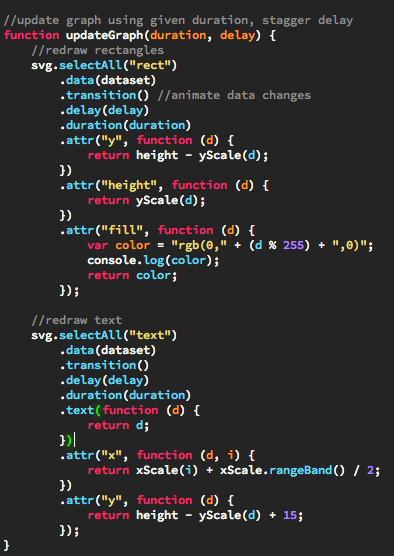 //update graph using given duration, stagger delay
function updateGraph(duration, delay) {
    //redraw rectangles
    svg.selectAll("rect")
        .data(dataset)
        .transition() //animate data changes
        .delay(delay)
        .duration(duration)
        .attr("y", function (d) {
            return height - yScale(d);
        })
        .attr("height", function (d) {
            return yScale(d);
        })
        .attr("fill", function (d) {
            var color = "rgb(0," + (d % 255) + ",0)";
            console.log(color);
            return color;
        });

    //redraw text
    svg.selectAll("text")
        .data(dataset)
        .transition()
        .delay(delay)
        .duration(duration)
        .text(function (d) {
            return d;
        })
        .attr("x", function (d, i) {
            return xScale(i) + xScale.rangeBand() / 2;
        })
        .attr("y", function (d) {
            return height - yScale(d) + 15;
        });
}